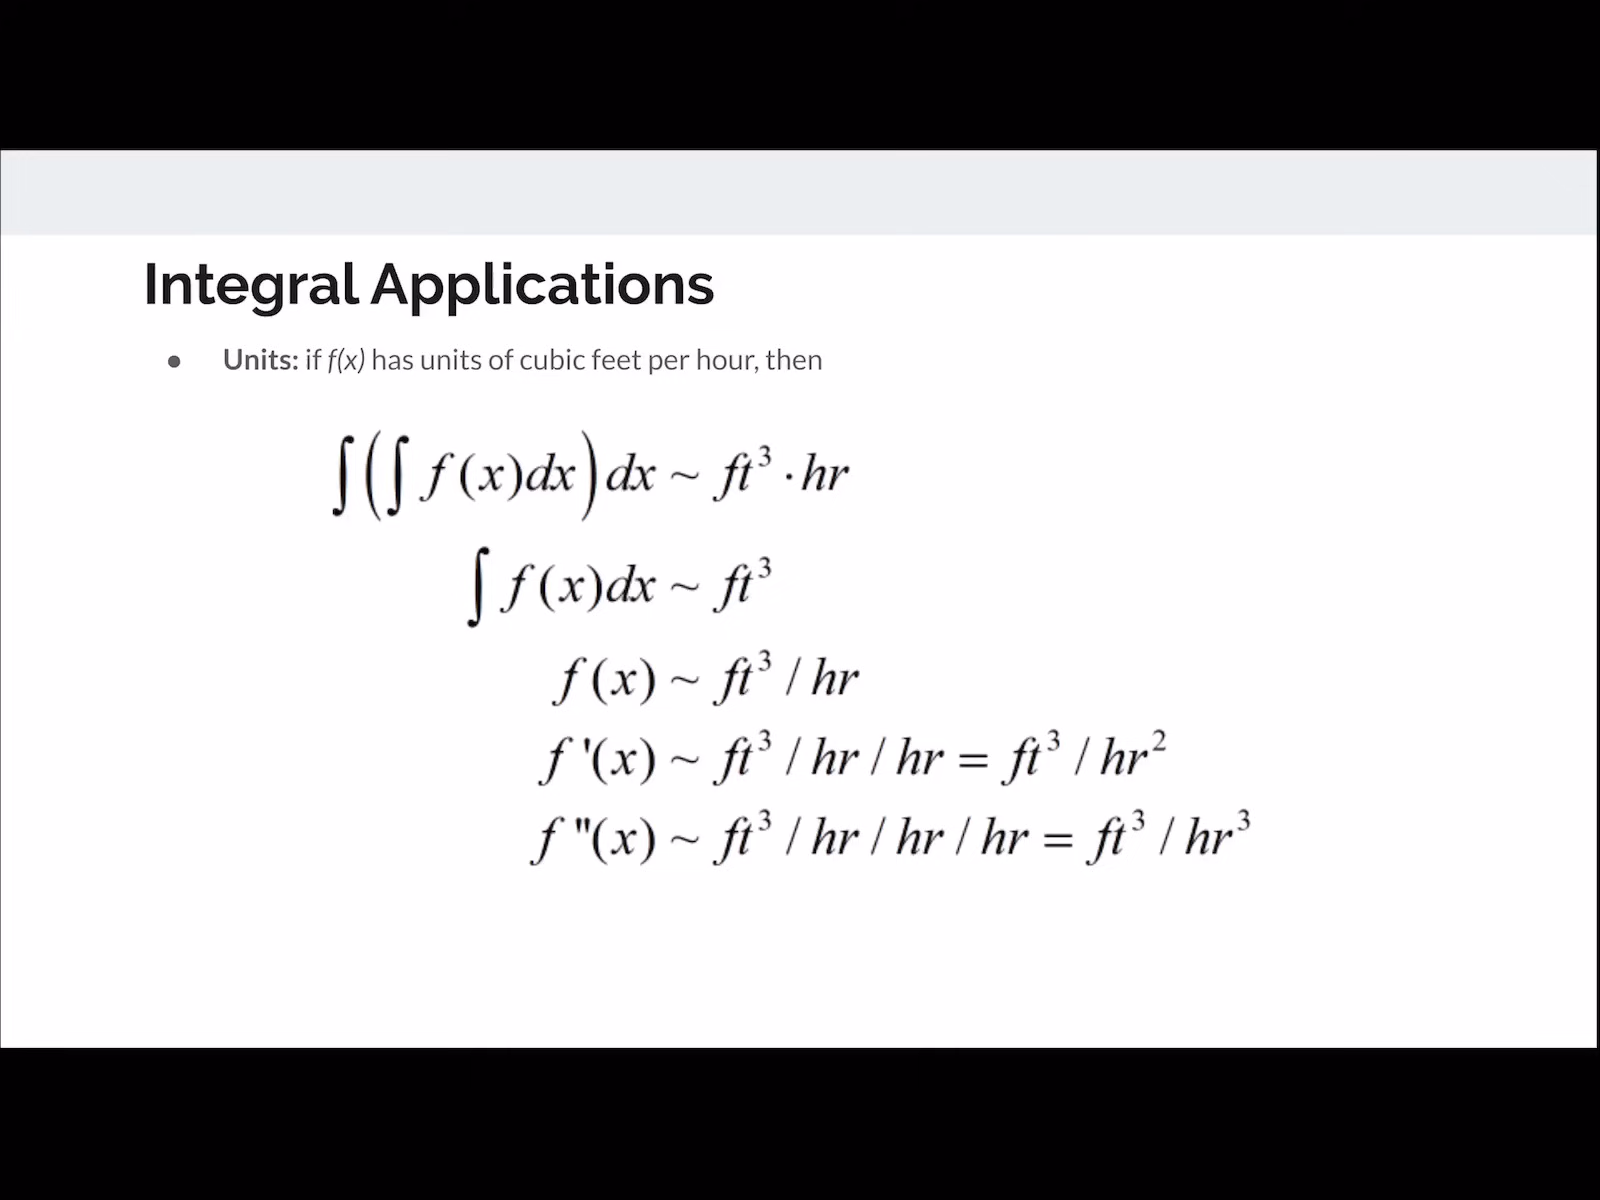 Integral Applications
● Units: if f(x) has units of cubic feet per hour, then
∫(∫ f(x)dx)dx ~ ft³ · hr
∫ f(x)dx ~ ft³
f(x) ~ ft³ / hr
f '(x) ~ ft³ / hr / hr = ft³ / hr²
f "(x) ~ ft³ / hr / hr / hr = ft³ / hr³